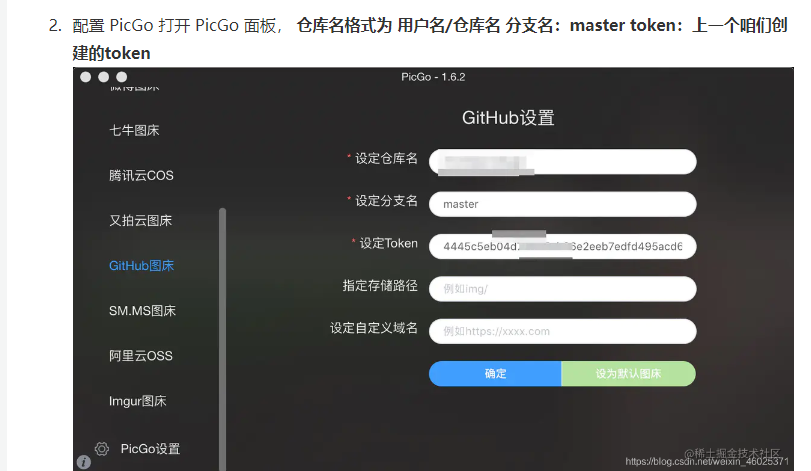 2. 配置 PicGo 打开 PicGo 面板， 仓库名格式为 用户名/仓库名 分支名：master token：上一个咱们创
建的token
PicGo - 1.6.2
微博图床
GitHub设置
七牛图床
* 设定仓库名
腾讯云COS
* 设定分支名 master
又拍云图床
* 设定Token 4445c5eb04d 6e2eeb7edfd495acd6
GitHub图床
指定存储路径 例如img/
SM.MS图床
设定自定义域名 例如https://xxxx.com
阿里云OSS
确定 设为默认图床
Imgur图床
PicGo设置
@稀土掘金技术社区
https://blog.csdn.net/weixin_46025371